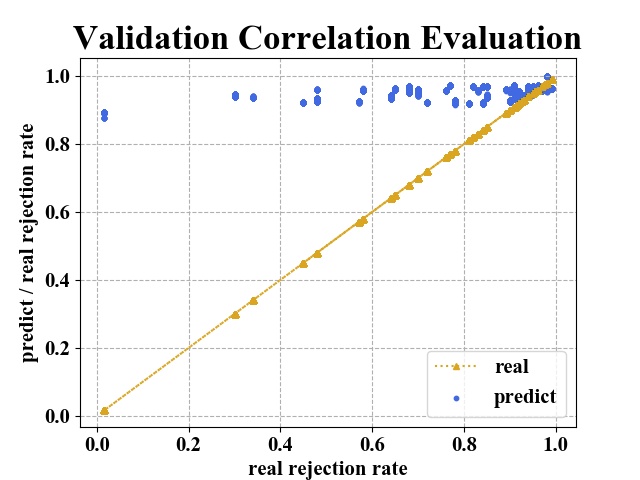 Validation Correlation Evaluation
predict / real rejection rate
1.0
0.8
0.6
0.4
0.2
0.0
real
predict
0.0 0.2 0.4 0.6 0.8 1.0
real rejection rate